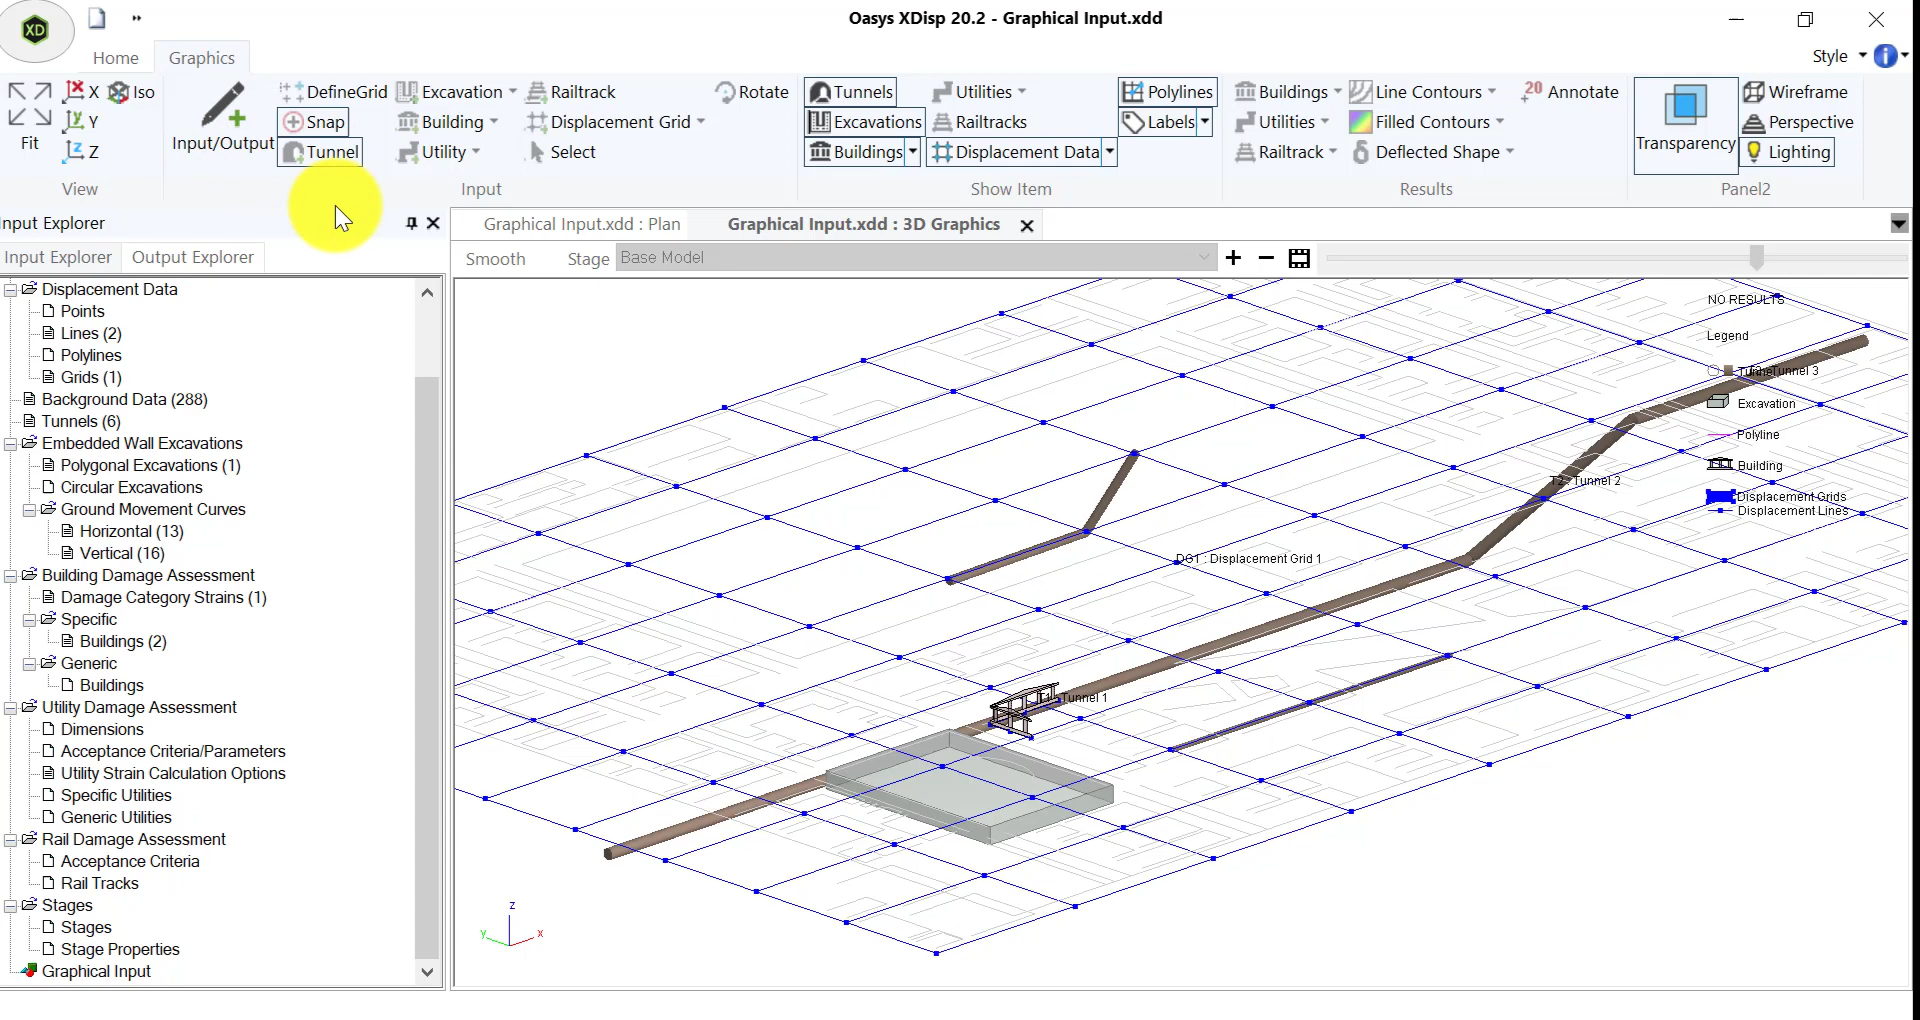 XD
Oasys XDisp 20.2 - Graphical Input.xdd
Home
Graphics
Style
X
Iso
Y
Z
Fit
View
Input/Output
DefineGrid
Snap
Tunnel
Excavation
Building
Utility
Railtrack
Displacement Grid
Select
Rotate
Input
Tunnels
Excavations
Buildings
Utilities
Railtracks
Displacement Data
Polylines
Labels
Show Item
Buildings
Utilities
Railtrack
Line Contours
Filled Contours
Deflected Shape
20 Annotate
Results
Transparency
Wireframe
Perspective
Lighting
Panel2
nput Explorer
Input Explorer
Output Explorer
Displacement Data
Points
Lines (2)
Polylines
Grids (1)
Background Data (288)
Tunnels (6)
Embedded Wall Excavations
Polygonal Excavations (1)
Circular Excavations
Ground Movement Curves
Horizontal (13)
Vertical (16)
Building Damage Assessment
Damage Category Strains (1)
Specific
Buildings (2)
Generic
Buildings
Utility Damage Assessment
Dimensions
Acceptance Criteria/Parameters
Utility Strain Calculation Options
Specific Utilities
Generic Utilities
Rail Damage Assessment
Acceptance Criteria
Rail Tracks
Stages
Stages
Stage Properties
Graphical Input
Graphical Input.xdd : Plan
Graphical Input.xdd : 3D Graphics
Smooth
Stage
Base Model
NO RESULTS
Legend
Tunnel 3
Excavation
Polyline
Building
Displacement Grids
Displacement Lines
T2 : Tunnel 2
DG1 : Displacement Grid 1
Tunnel 1
z
y
x